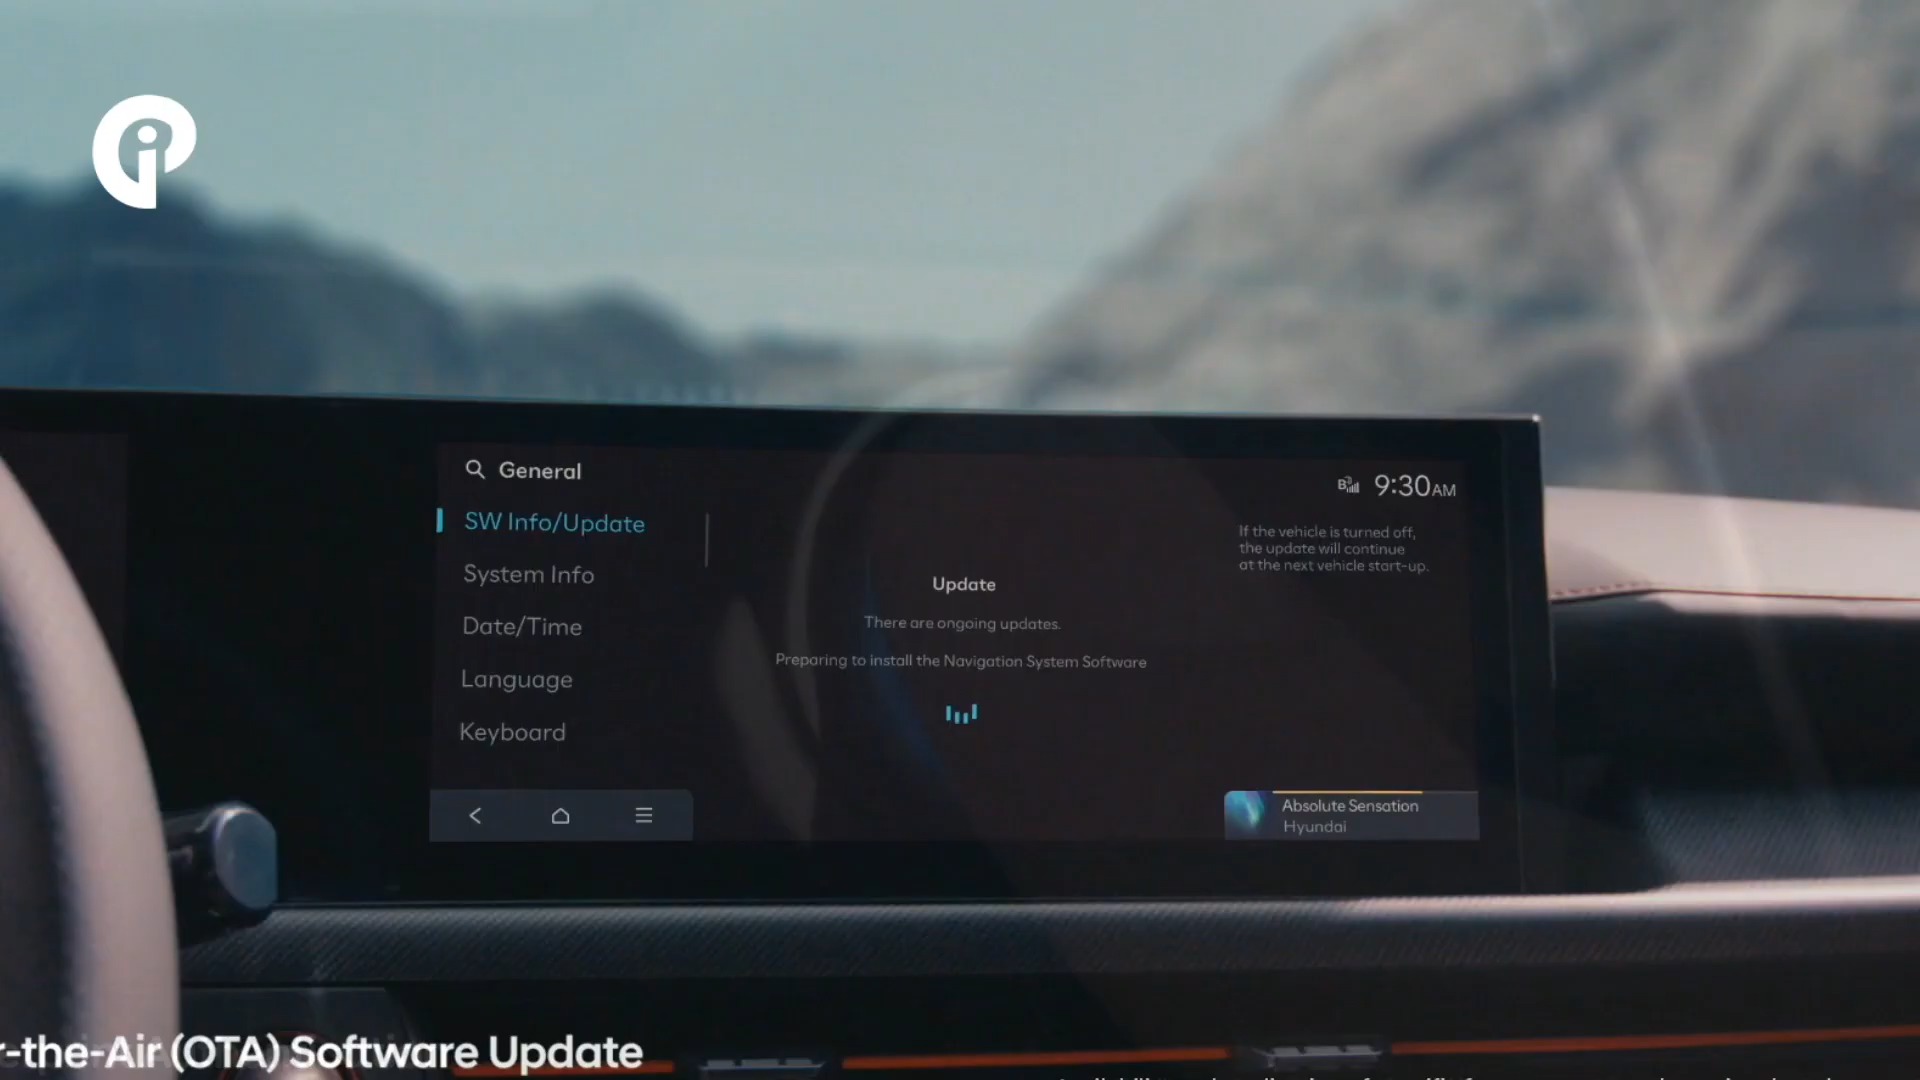 General
9:30AM
SW Info/Update
System Info
Date/Time
Language
Keyboard
If the vehicle is turned off,
the update will continue
at the next vehicle start-up.
Update
There are ongoing updates.
Preparing to install the Navigation System Software
Absolute Sensation
Hyundai
-the-Air (OTA) Software Update